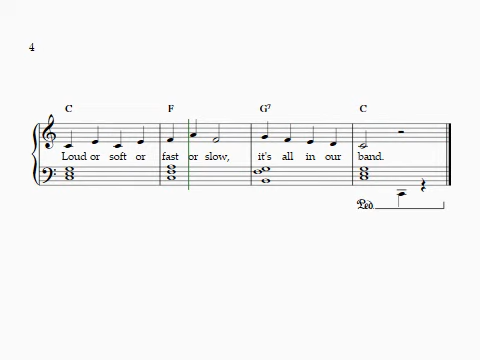 4
C F G7 C
Loud or soft or fast or slow, it's all in our band.
Ped